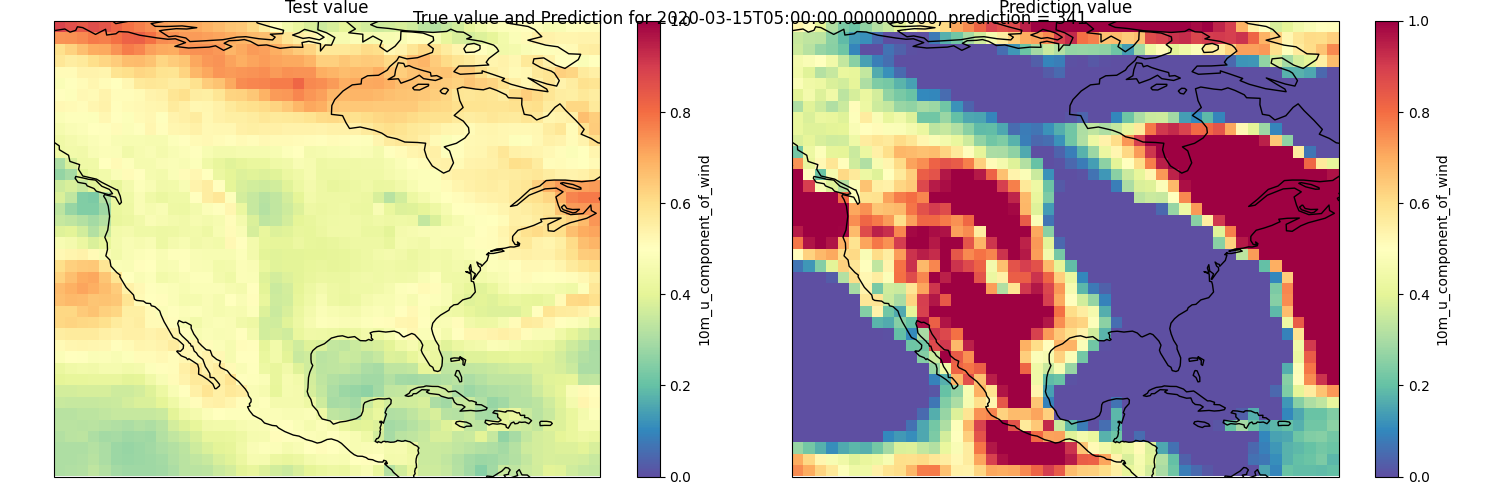 Test value
True value and Prediction for 2020-03-15T05:00:00.000000000, prediction = 341
Prediction value
1.0
0.8
0.6
0.4
0.2
0.0
10m_u_component_of_wind
1.0
0.8
0.6
0.4
0.2
0.0
10m_u_component_of_wind